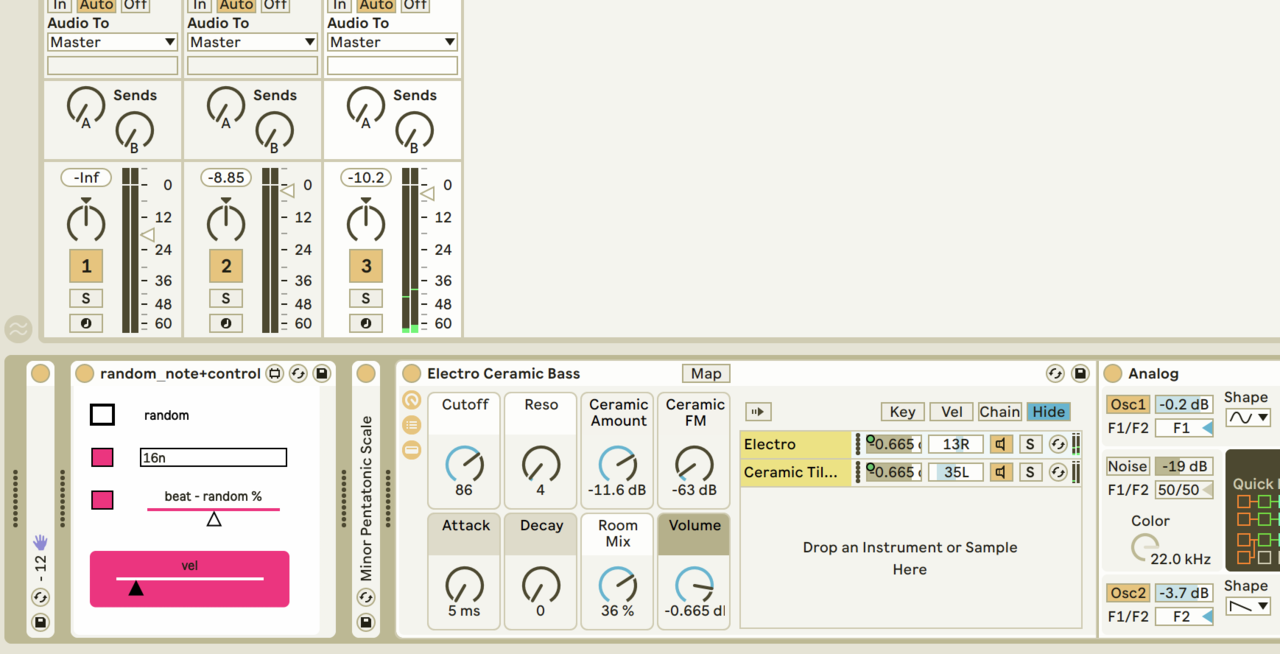 In Auto Off In Auto Off In Auto Off
Audio To Audio To Audio To
Master Master Master
Sends Sends Sends
A A A
B B B
-Inf 0 -8.85 0 -10.2 0
12 12 12
24 24 24
1 2 3
36 36 36
S S S
48 48 48
60 60 60
random_note+control
Electro Ceramic Bass
Map
Analog
random
16n
beat - random %
vel
- 12
Minor Pentatonic Scale
Cutoff Reso Ceramic Amount Ceramic FM
86 4 -11.6 dB -63 dB
Attack Decay Room Mix Volume
5 ms 0 36 % -0.665 d
Key Vel Chain Hide
Electro -0.665 13R S
Ceramic Til... -0.665 35L S
Drop an Instrument or Sample
Here
Osc1 -0.2 dB Shape
F1/F2 F1
Noise -19 dB
F1/F2 50/50
Quick
Color
22.0 kHz
Osc2 -3.7 dB Shape
F1/F2 F2